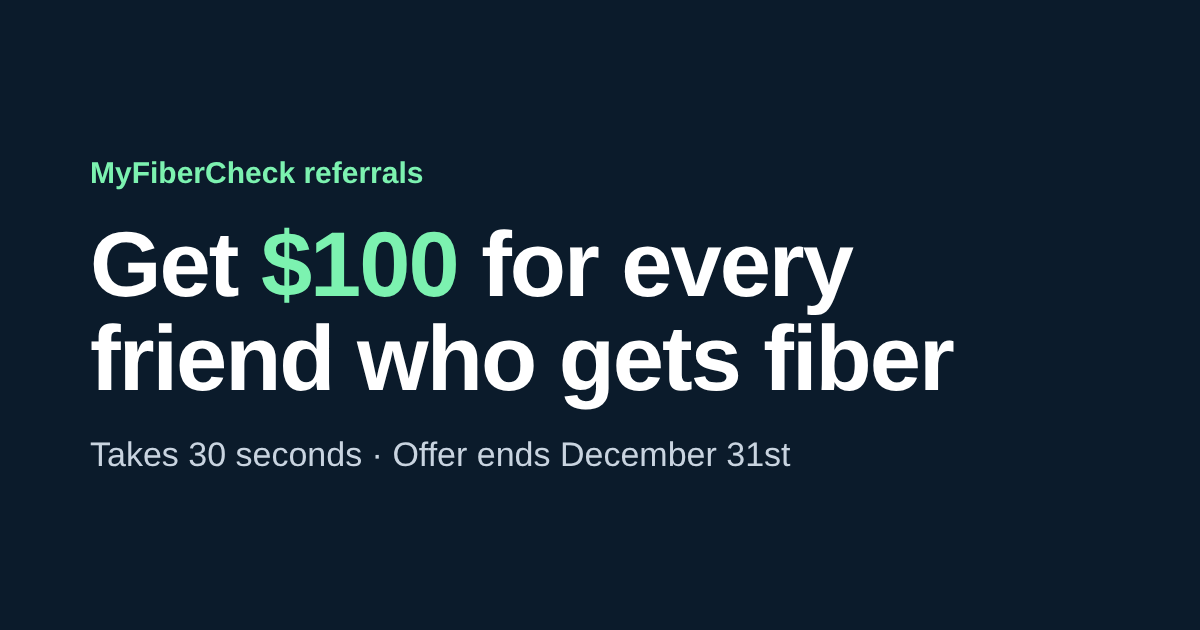 MyFiberCheck referrals
Get $100 for every
friend who gets fiber
Takes 30 seconds · Offer ends December 31st